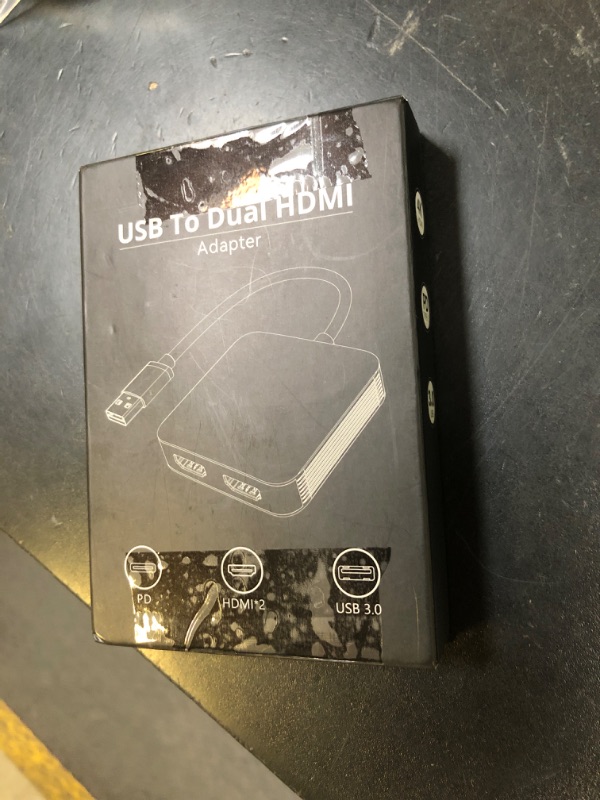 USB To Dual HDMI
Adapter
PD
HDMI*2
USB 3.0